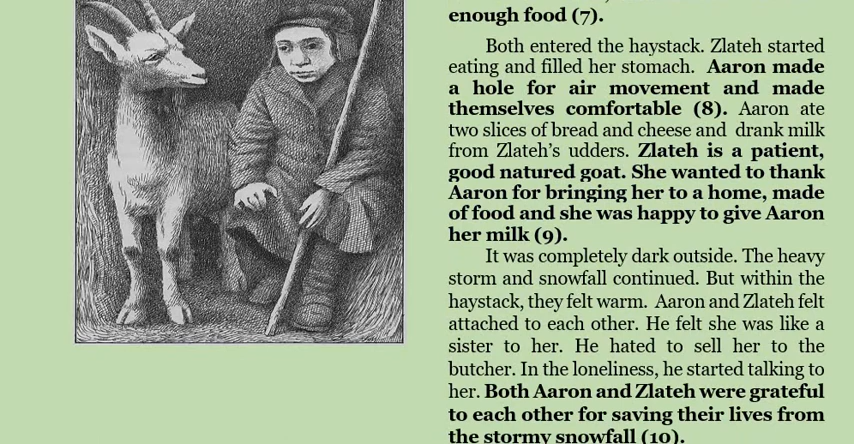 enough food (7).
Both entered the haystack. Zlateh started
eating and filled her stomach. Aaron made
a hole for air movement and made
themselves comfortable (8). Aaron ate
two slices of bread and cheese and drank milk
from Zlateh's udders. Zlateh is a patient,
good natured goat. She wanted to thank
Aaron for bringing her to a home, made
of food and she was happy to give Aaron
her milk (9).
It was completely dark outside. The heavy
storm and snowfall continued. But within the
haystack, they felt warm. Aaron and Zlateh felt
attached to each other. He felt she was like a
sister to her. He hated to sell her to the
butcher. In the loneliness, he started talking to
her. Both Aaron and Zlateh were grateful
to each other for saving their lives from
the stormy snowfall (10).